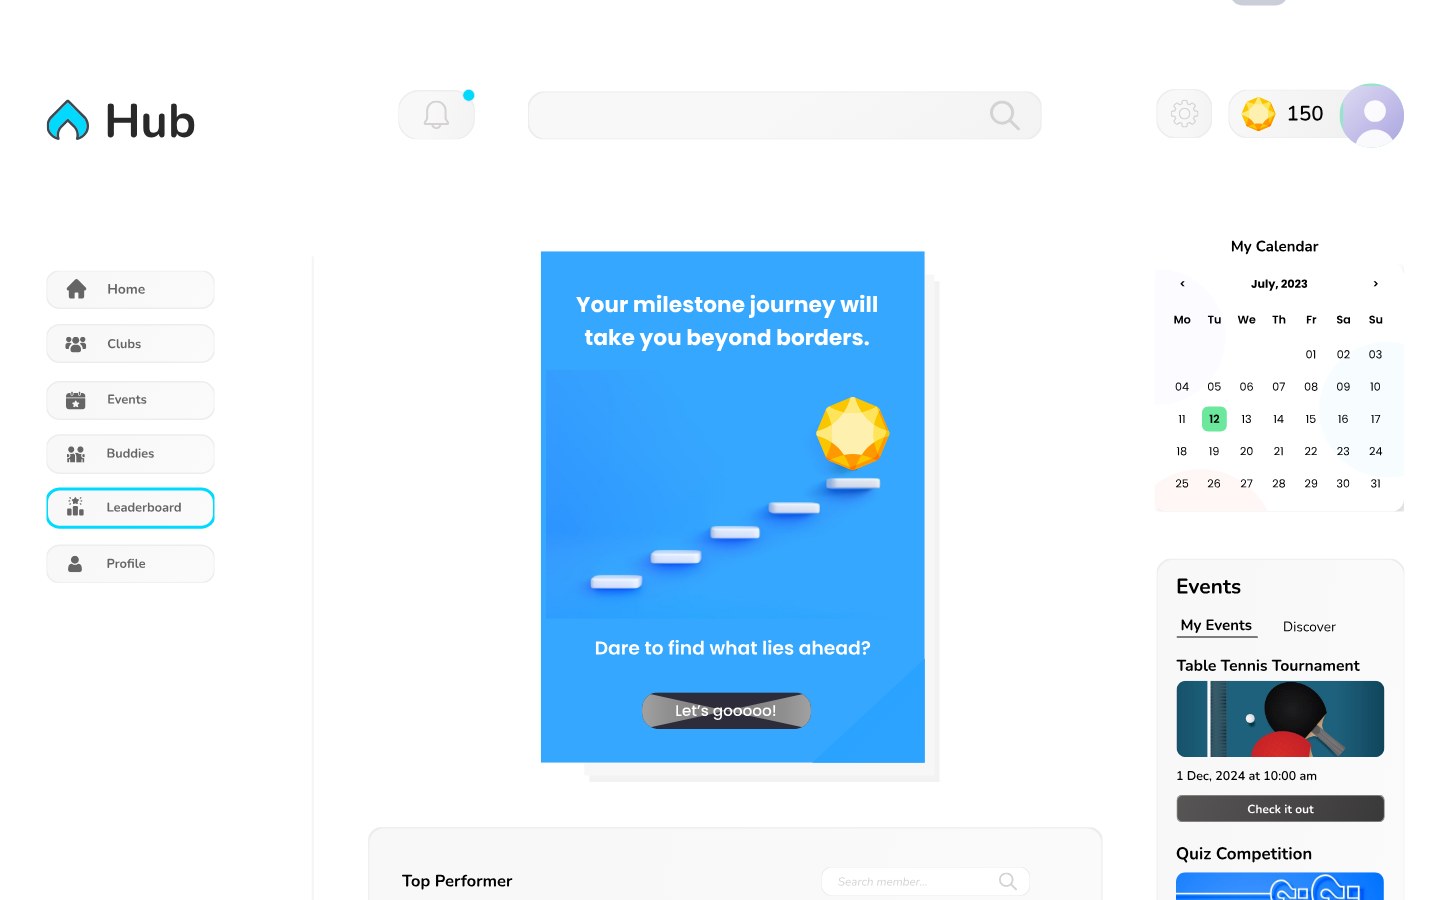 Hub
150
Home
Clubs
Events
Buddies
Leaderboard
Profile
Your milestone journey will
take you beyond borders.
Dare to find what lies ahead?
Let's gooooo!
Top Performer
Search member...
My Calendar
‹ July, 2023 ›
Mo Tu We Th Fr Sa Su
01 02 03
04 05 06 07 08 09 10
11 12 13 14 15 16 17
18 19 20 21 22 23 24
25 26 27 28 29 30 31
Events
My Events Discover
Table Tennis Tournament
1 Dec, 2024 at 10:00 am
Check it out
Quiz Competition